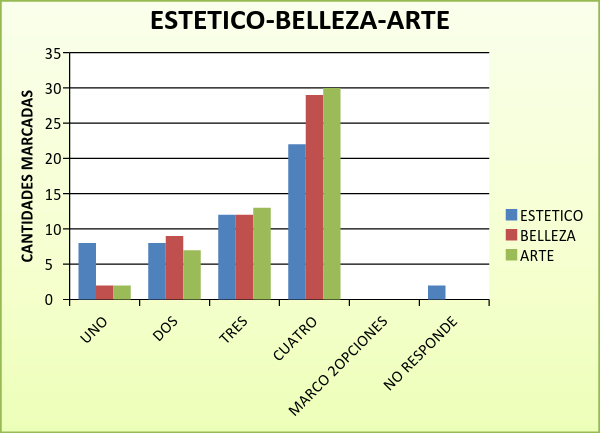 ESTETICO-BELLEZA-ARTE
CANTIDADES MARCADAS
35
30
25
20
15
10
5
0
UNO
DOS
TRES
CUATRO
MARCO 2OPCIONES
NO RESPONDE
ESTETICO
BELLEZA
ARTE